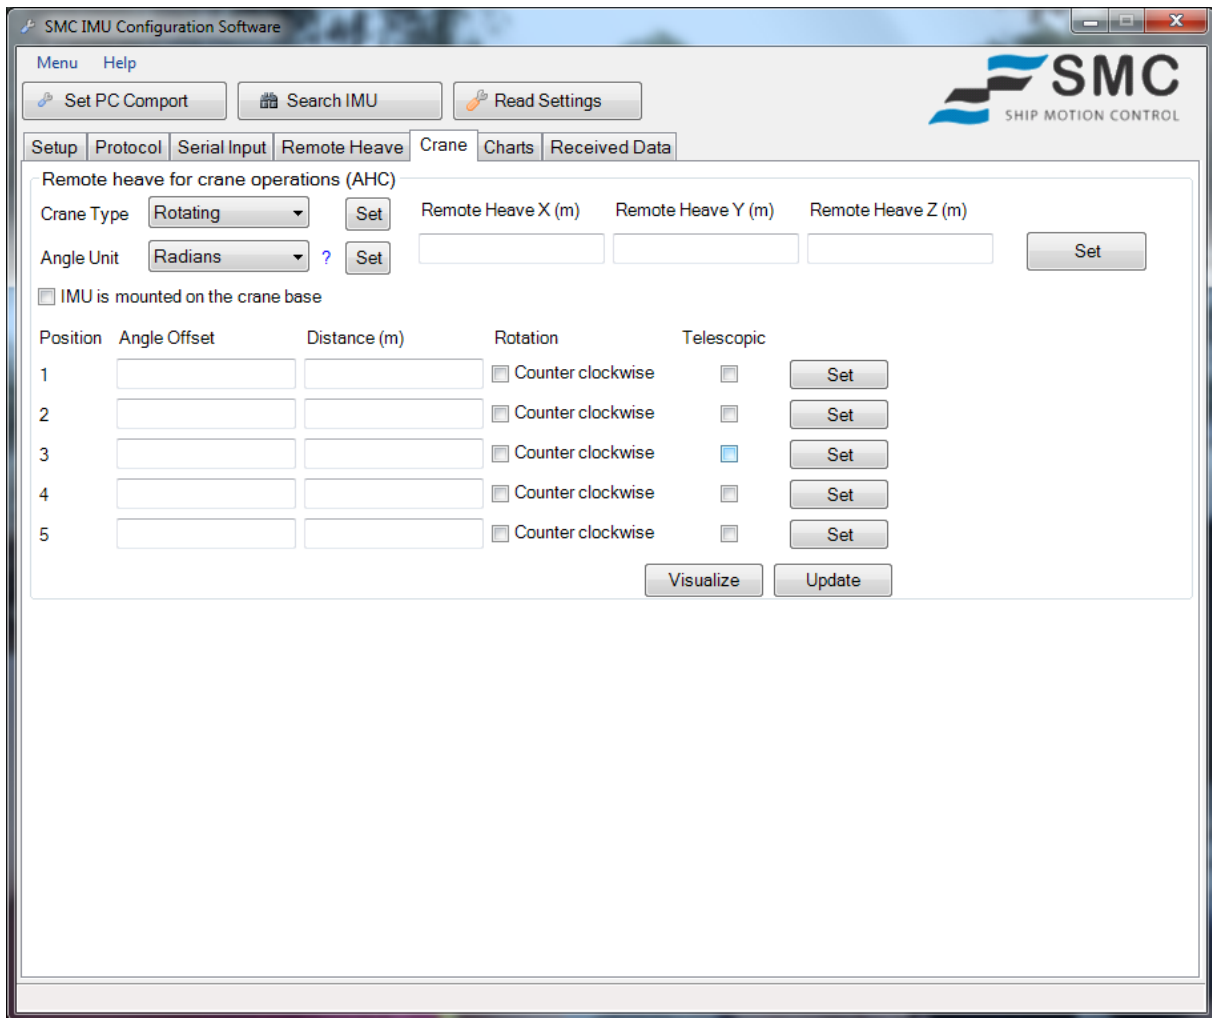 SMC IMU Configuration Software
Menu Help
SMC
SHIP MOTION CONTROL
Set PC Comport Search IMU Read Settings
Setup Protocol Serial Input Remote Heave Crane Charts Received Data
Remote heave for crane operations (AHC)
Crane Type Rotating Set Remote Heave X (m) Remote Heave Y (m) Remote Heave Z (m)
Angle Unit Radians ? Set Set
IMU is mounted on the crane base
Position Angle Offset Distance (m) Rotation Telescopic
1 Counter clockwise Set
2 Counter clockwise Set
3 Counter clockwise Set
4 Counter clockwise Set
5 Counter clockwise Set
Visualize Update